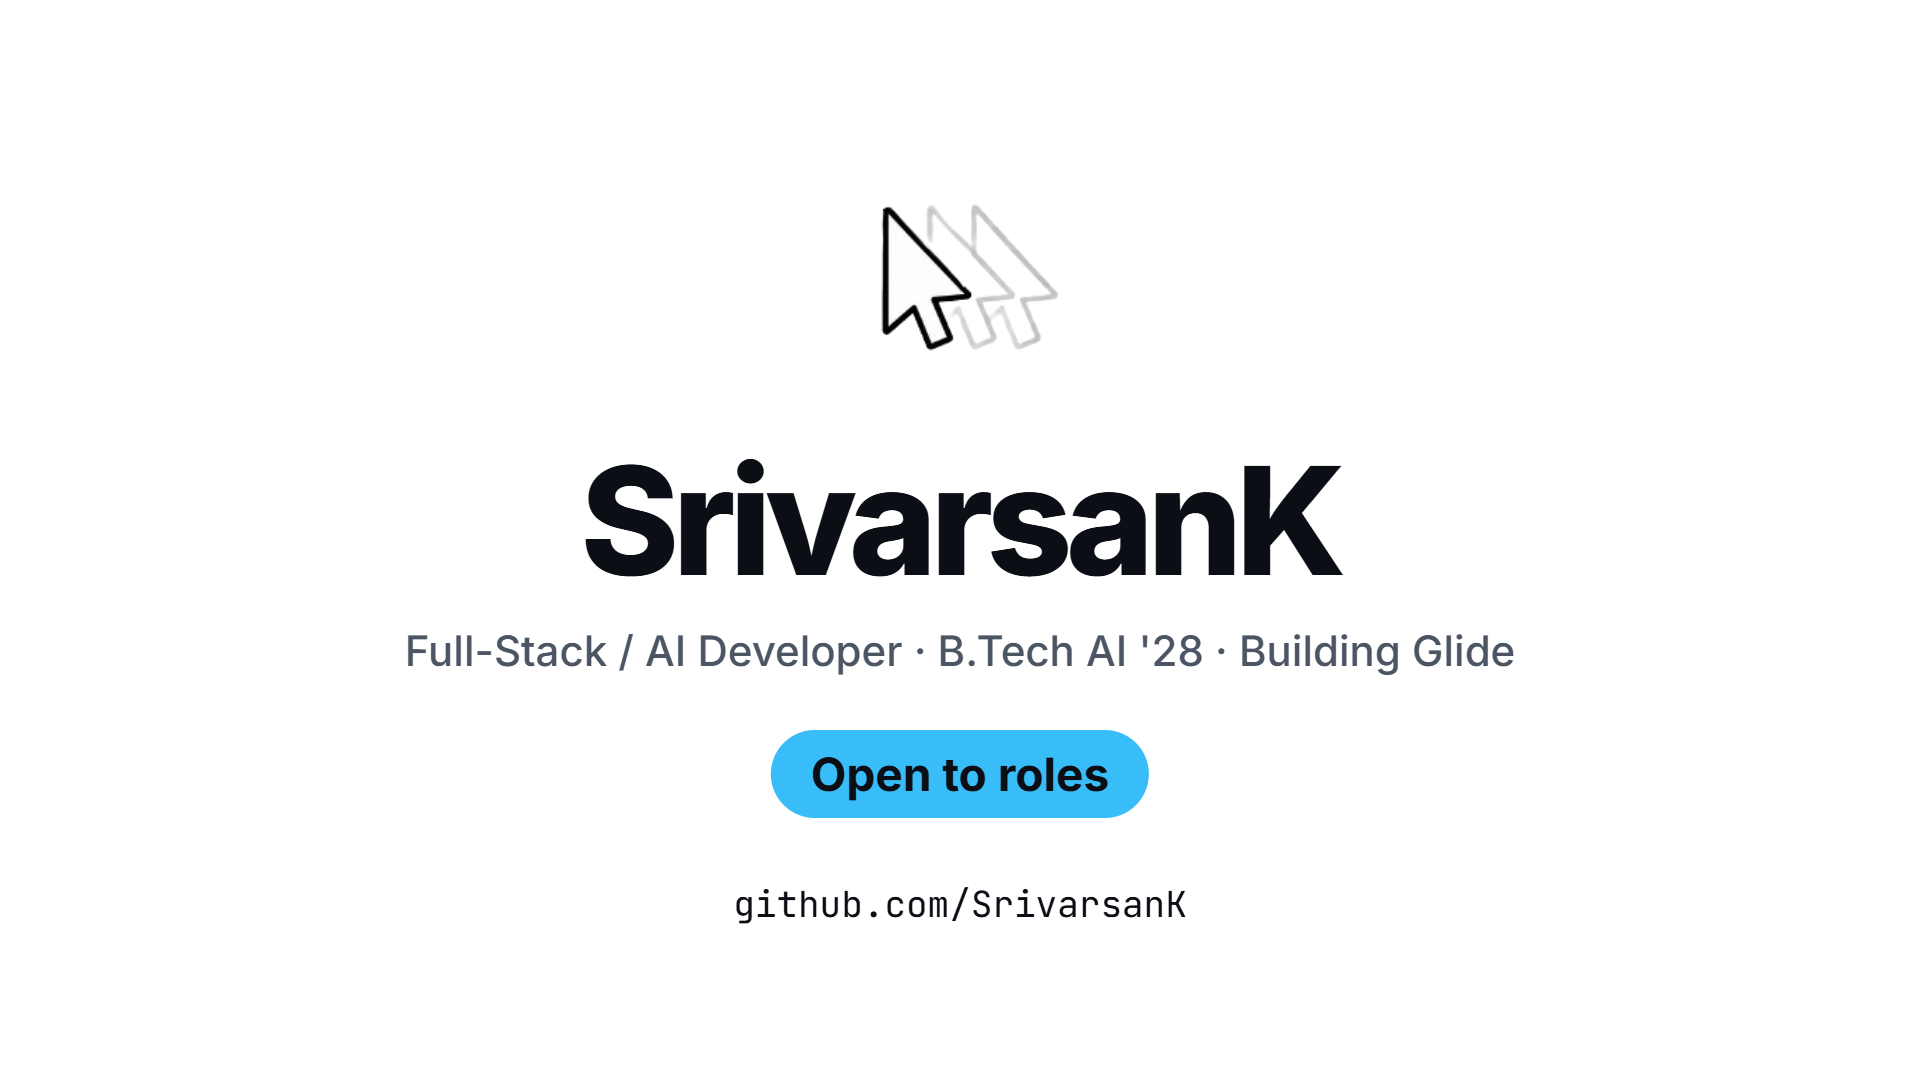 SrivarsanK
Full-Stack / AI Developer · B.Tech AI '28 · Building Glide
Open to roles
github.com/SrivarsanK